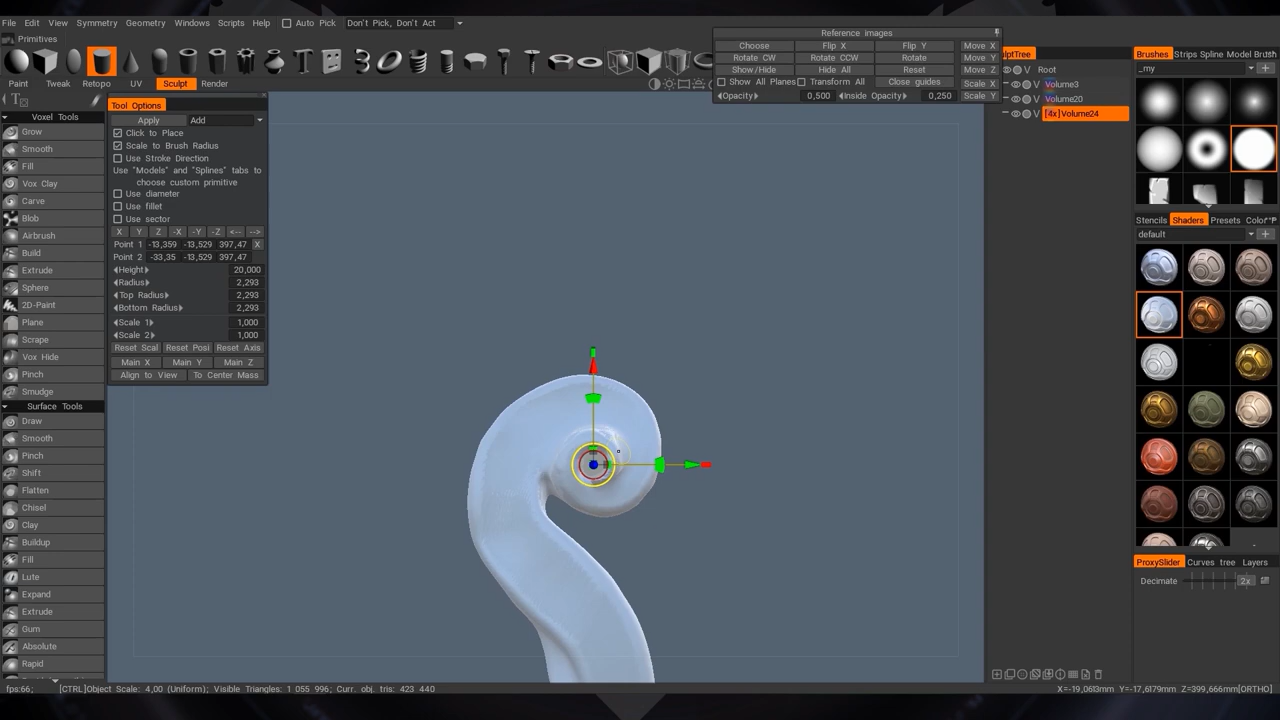 File Edit View Symmetry Geometry Windows Scripts Help Auto Pick Don't Pick, Don't Act
Primitives
Paint Tweak Retopo UV Sculpt Render
Tool Options
Apply Add
Click to Place
Scale to Brush Radius
Use Stroke Direction
Use "Models" and "Splines" tabs to
choose custom primitive
Use diameter
Use fillet
Use sector
X Y Z -X -Y -Z <-- -->
Point 1 -13,359 -13,529 397,47 X
Point 2 -33,35 -13,529 397,47
Height 20,000
Radius 2,293
Top Radius 2,293
Bottom Radius 2,293
Scale 1 1,000
Scale 2 1,000
Reset Scal Reset Posi Reset Axis
Main X Main Y Main Z
Align to View To Center Mass
Voxel Tools
Grow
Smooth
Fill
Vox Clay
Carve
Blob
Airbrush
Build
Extrude
Sphere
2D-Paint
Plane
Scrape
Vox Hide
Pinch
Smudge
Surface Tools
Draw
Smooth
Pinch
Shift
Flatten
Chisel
Clay
Buildup
Fill
Lute
Expand
Extrude
Gum
Absolute
Rapid
Reference images
Choose Flip X Flip Y Move X
Rotate CW Rotate CCW Rotate Move Y
Show/Hide Hide All Reset Move Z
Show All Planes Transform All Close guides Scale X
Opacity 0,500 Inside Opacity 0,250 Scale Y
ulptTree
Root
V Volume3
V Volume20
V [4x]Volume24
Brushes Strips Spline Model
_my
Stencils Shaders Presets Color
default
ProxySlider Curves tree Layers
Decimate 2x
fps:66; [CTRL]Object Scale: 4,00 (Uniform); Visible Triangles: 1 055 996; Curr. obj. tris: 423 440
X=-19,0613mm Y=-17,6179mm Z=399,666mm[ORTHO]